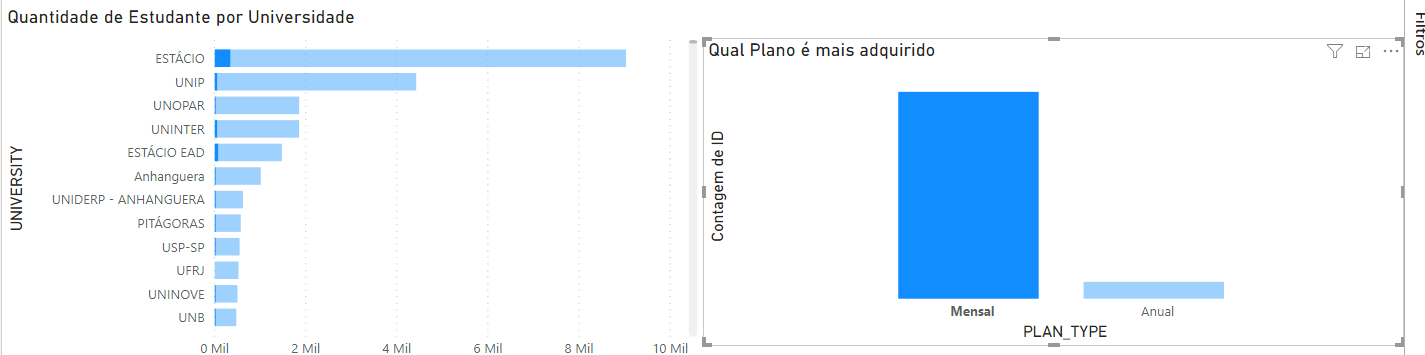 Quantidade de Estudante por Universidade
UNIVERSITY
ESTÁCIO
UNIP
UNOPAR
UNINTER
ESTÁCIO EAD
Anhanguera
UNIDERP - ANHANGUERA
PITÁGORAS
USP-SP
UFRJ
UNINOVE
UNB
0 Mil 2 Mil 4 Mil 6 Mil 8 Mil 10 Mil
Qual Plano é mais adquirido
Contagem de ID
Mensal Anual
PLAN_TYPE
Filtros